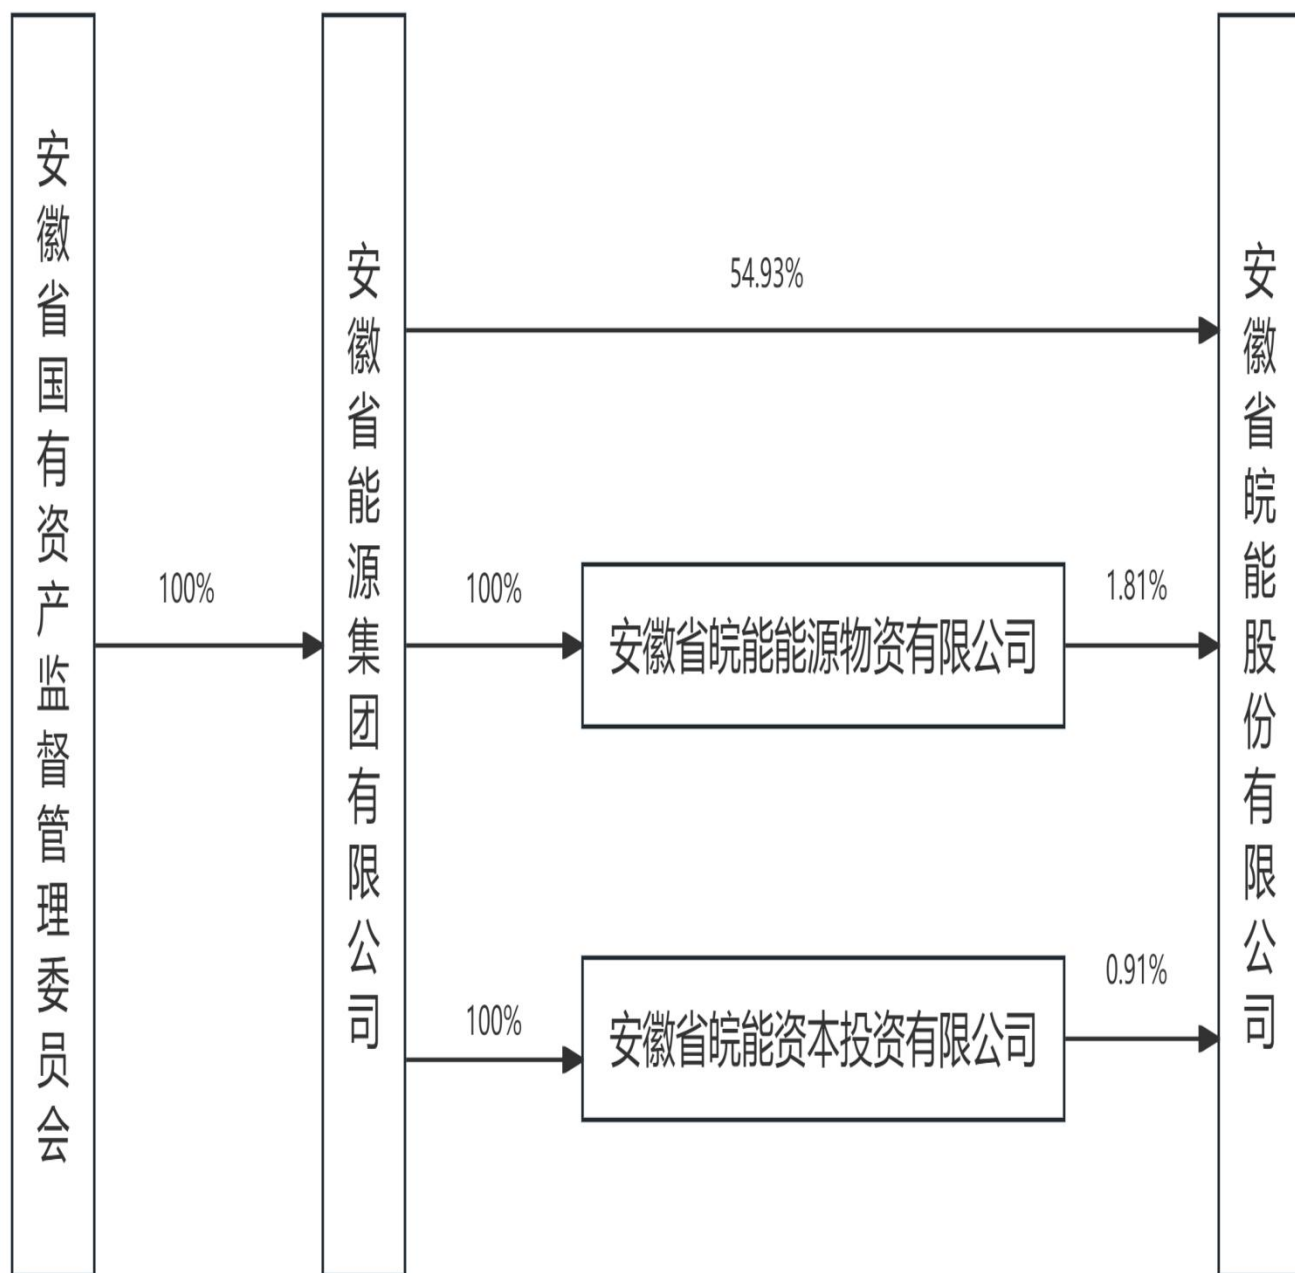 安徽省国有资产监督管理委员会
100%
安徽省能源集团有限公司
54.93%
100%
安徽省皖能能源物资有限公司
1.81%
100%
安徽省皖能资本投资有限公司
0.91%
安徽省皖能股份有限公司